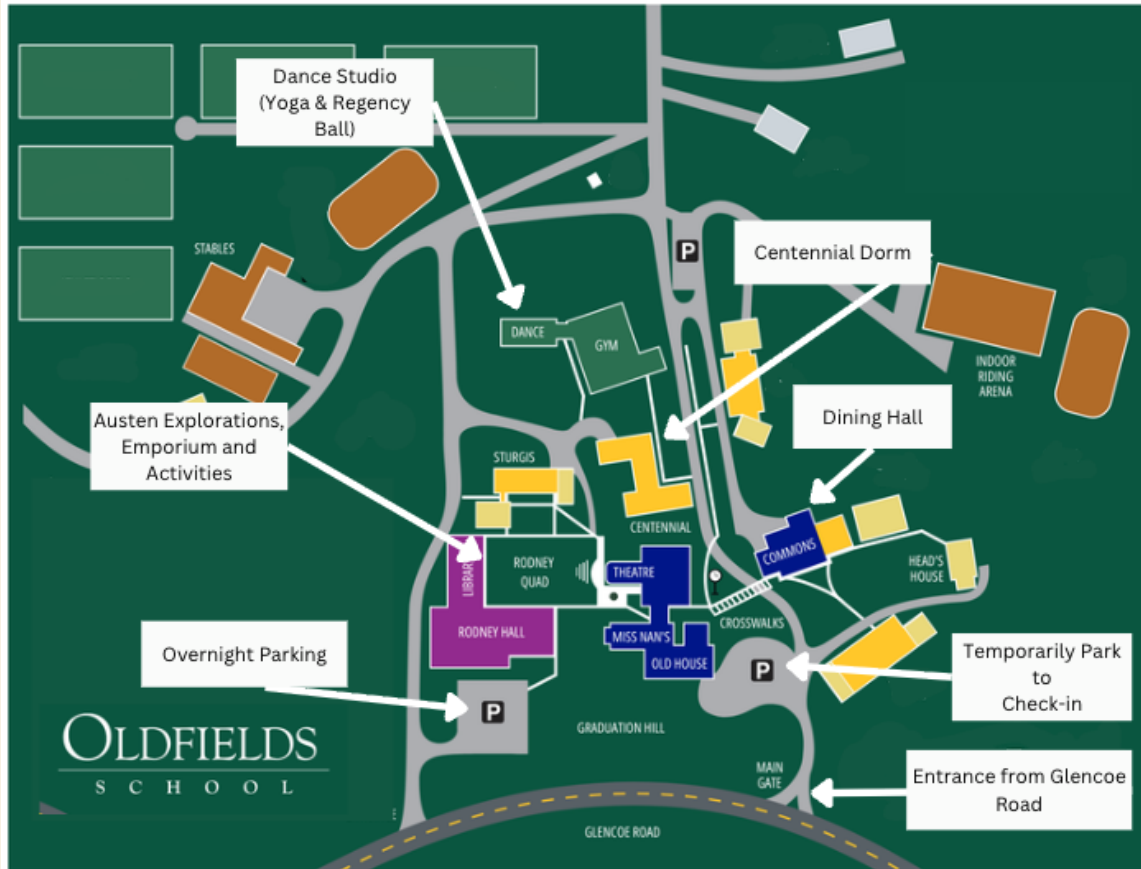 Dance Studio
(Yoga & Regency
Ball)
STABLES
P
Centennial Dorm
DANCE
GYM
INDOOR
RIDING
ARENA
Austen Explorations,
Emporium and
Activities
Dining Hall
STURGIS
CENTENNIAL
COMMONS
LIBRARY
RODNEY
QUAD
THEATRE
HEAD'S
HOUSE
CROSSWALKS
RODNEY HALL
MISS NAN'S
OLD HOUSE
Overnight Parking
P
P
Temporarily Park
to
Check-in
OLDFIELDS
SCHOOL
GRADUATION HILL
MAIN
GATE
Entrance from Glencoe
Road
GLENCOE ROAD